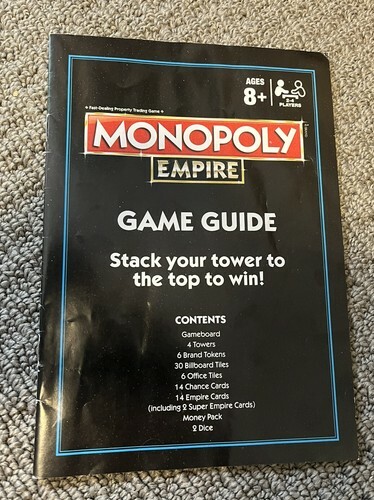 AGES
8+
2-4
PLAYERS
Fast-Dealing Property Trading Game
MONOPOLY
EMPIRE
GAME GUIDE
Stack your tower to
the top to win!
CONTENTS
Gameboard
4 Towers
6 Brand Tokens
30 Billboard Tiles
6 Office Tiles
14 Chance Cards
14 Empire Cards
(including 2 Super Empire Cards)
Money Pack
2 Dice